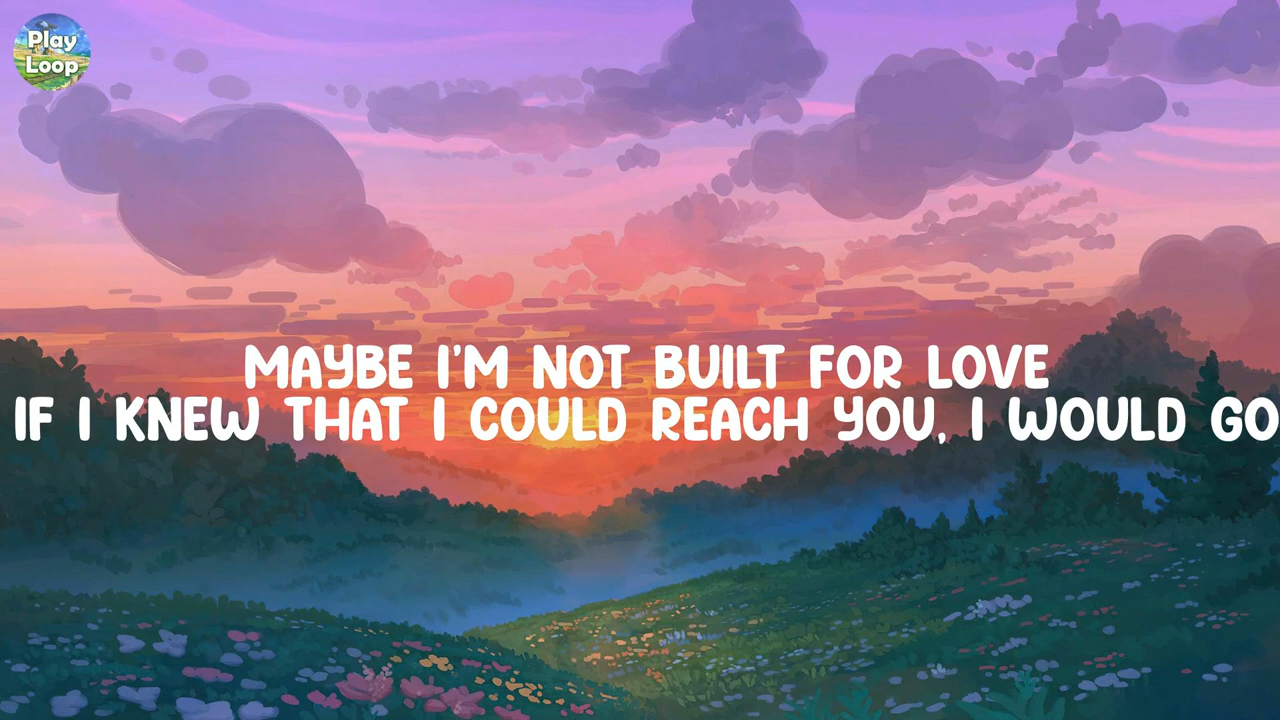 Play
Loop
MAYBE I'M NOT BUILT FOR LOVE
IF I KNEW THAT I COULD REACH YOU, I WOULD GO